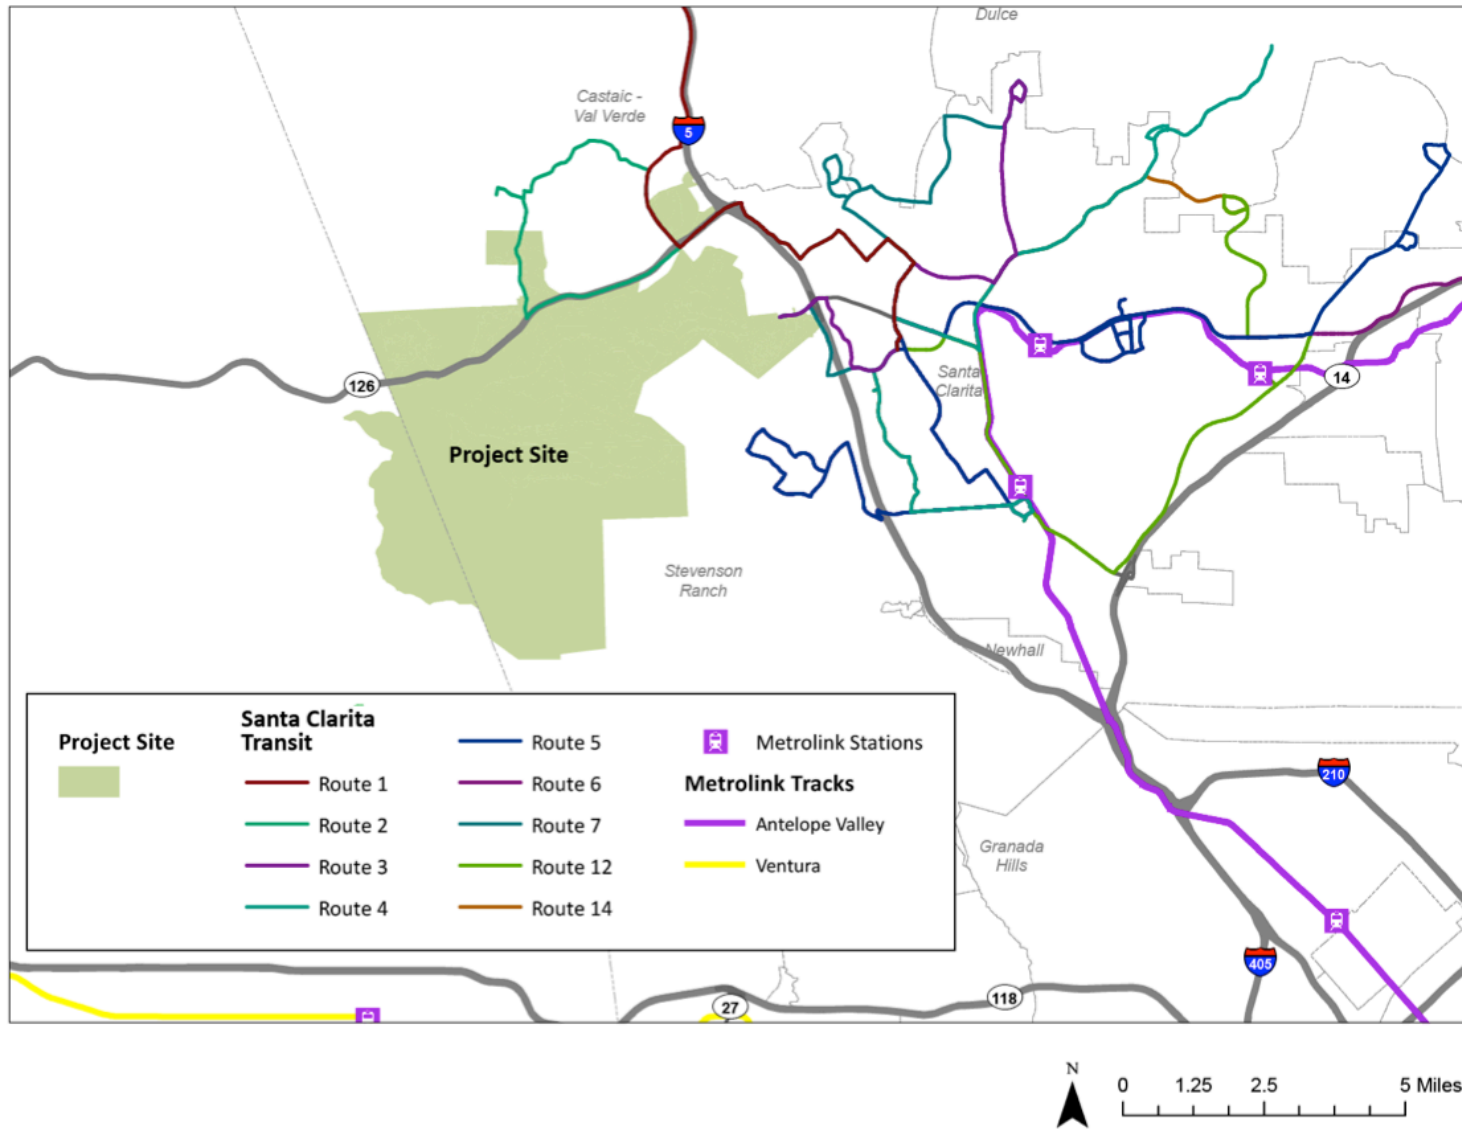 Dulce
Castaic -
Val Verde
5
126
Santa
Clarita
14
Project Site
Stevenson
Ranch
Newhall
Project Site
Santa Clarita
Transit
Route 1
Route 2
Route 3
Route 4
Route 5
Route 6
Route 7
Route 12
Route 14
Metrolink Stations
Metrolink Tracks
Antelope Valley
Ventura
210
Granada
Hills
405
27
118
N
0 1.25 2.5 5 Miles